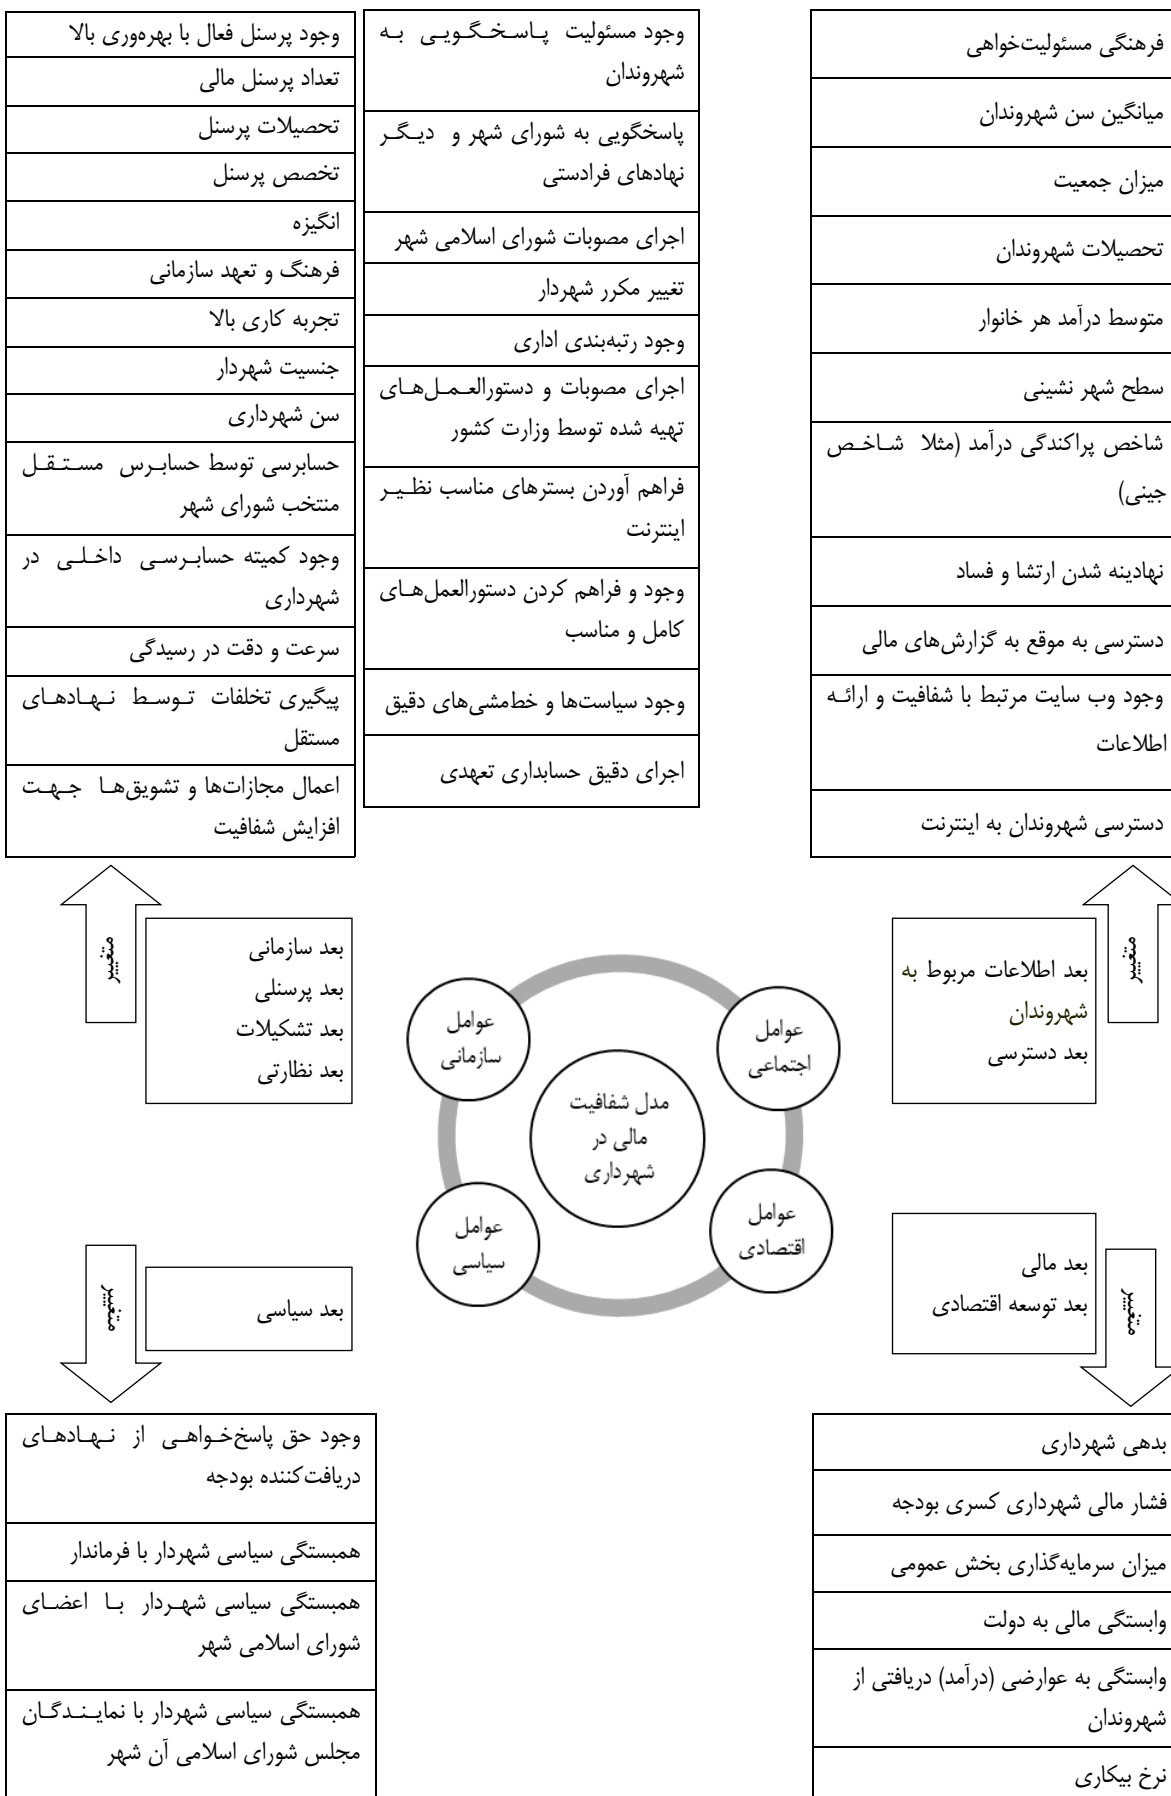 فرهنگی مسئولیت‌خواهی
میانگین سن شهروندان
میزان جمعیت
تحصیلات شهروندان
متوسط درآمد هر خانوار
سطح شهر نشینی
شاخص پراکندگی درآمد (مثلا شاخص
جینی)
نهادینه شدن ارتشا و فساد
دسترسی به موقع به گزارش‌های مالی
وجود وب سایت مرتبط با شفافیت و ارائه
اطلاعات
دسترسی شهروندان به اینترنت
وجود مسئولیت پاسخگویی به
شهروندان
پاسخگویی به شورای شهر و دیگر
نهادهای فرادستی
اجرای مصوبات شورای اسلامی شهر
تغییر مکرر شهردار
وجود رتبه‌بندی اداری
اجرای مصوبات و دستورالعمل‌های
تهیه شده توسط وزارت کشور
فراهم آوردن بسترهای مناسب نظیر
اینترنت
وجود و فراهم کردن دستورالعمل‌های
کامل و مناسب
وجود سیاست‌ها و خط‌مشی‌های دقیق
اجرای دقیق حسابداری تعهدی
وجود پرسنل فعال با بهره‌وری بالا
تعداد پرسنل مالی
تحصیلات پرسنل
تخصص پرسنل
انگیزه
فرهنگ و تعهد سازمانی
تجربه کاری بالا
جنسیت شهردار
سن شهرداری
حسابرسی توسط حسابرس مستقل
منتخب شورای شهر
وجود کمیته حسابرسی داخلی در
شهرداری
سرعت و دقت در رسیدگی
پیگیری تخلفات توسط نهادهای
مستقل
اعمال مجازات‌ها و تشویق‌ها جهت
افزایش شفافیت
متغییر
بعد اطلاعات مربوط به
شهروندان
بعد دسترسی
عوامل
اجتماعی
عوامل
سازمانی
بعد سازمانی
بعد پرسنلی
بعد تشکیلات
بعد نظارتی
متغییر
مدل شفافیت
مالی در
شهرداری
متغییر
بعد مالی
بعد توسعه اقتصادی
عوامل
اقتصادی
عوامل
سیاسی
بعد سیاسی
متغییر
بدهی شهرداری
فشار مالی شهرداری کسری بودجه
میزان سرمایه‌گذاری بخش عمومی
وابستگی مالی به دولت
وابستگی به عوارضی (درآمد) دریافتی از
شهروندان
نرخ بیکاری
وجود حق پاسخ‌خواهی از نهادهای
دریافت‌کننده بودجه
همبستگی سیاسی شهردار با فرماندار
همبستگی سیاسی شهردار با اعضای
شورای اسلامی شهر
همبستگی سیاسی شهردار با نمایندگان
مجلس شورای اسلامی آن شهر